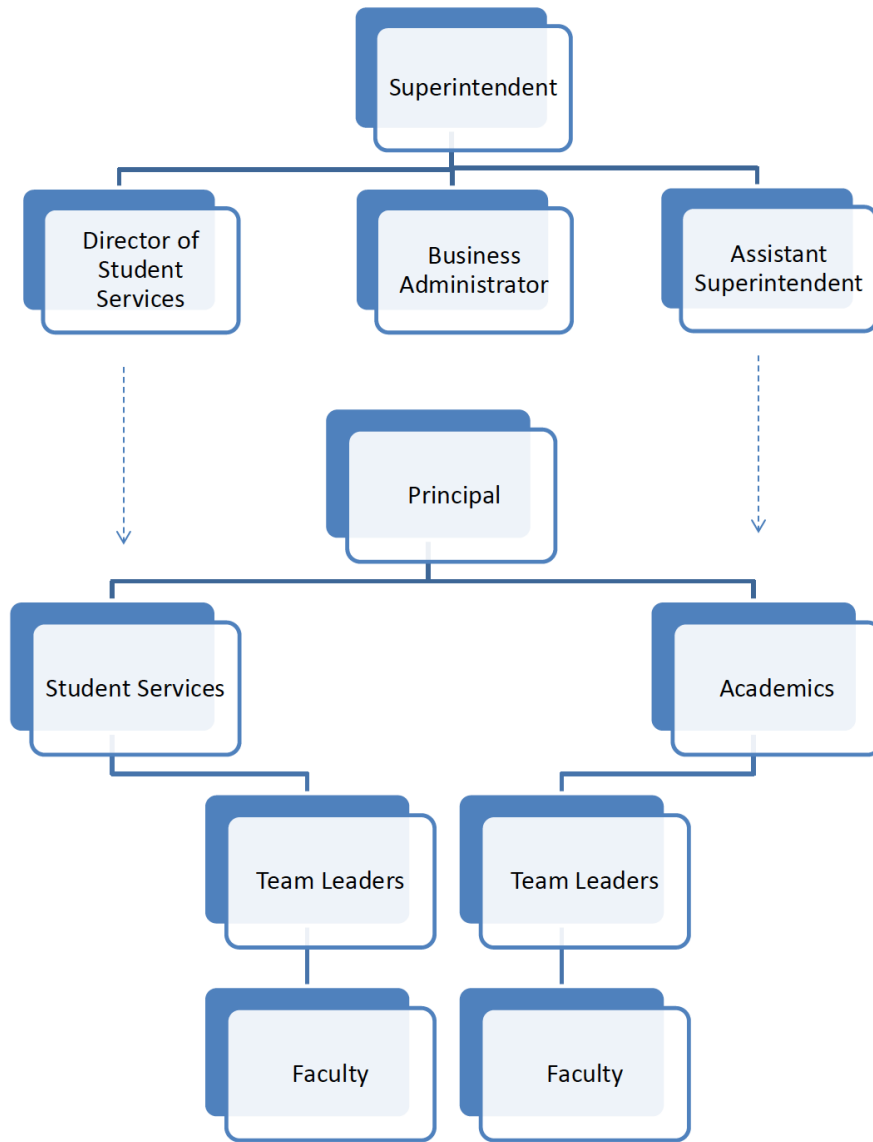 Superintendent
Director of
Student
Services
Business
Administrator
Assistant
Superintendent
Principal
Student Services
Academics
Team Leaders
Team Leaders
Faculty
Faculty